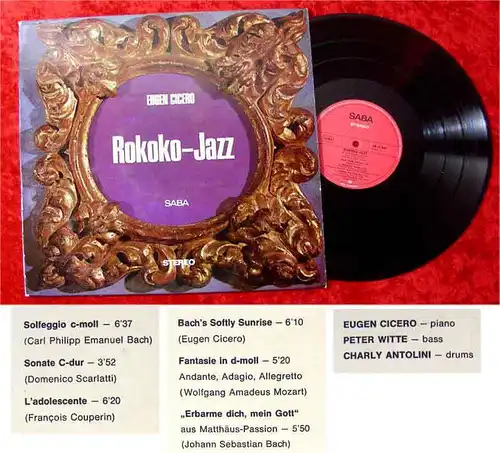 EUGEN CICERO
Rokoko-Jazz
SABA
STEREO
SABA
Solfeggio c-moll – 6'37
(Carl Philipp Emanuel Bach)
Sonate C-dur – 3'52
(Domenico Scarlatti)
L'adolescente – 6'20
(François Couperin)
Bach's Softly Sunrise – 6'10
(Eugen Cicero)
Fantasie in d-moll – 5'20
Andante, Adagio, Allegretto
(Wolfgang Amadeus Mozart)
„Erbarme dich, mein Gott"
aus Matthäus-Passion – 5'50
(Johann Sebastian Bach)
EUGEN CICERO – piano
PETER WITTE – bass
CHARLY ANTOLINI – drums